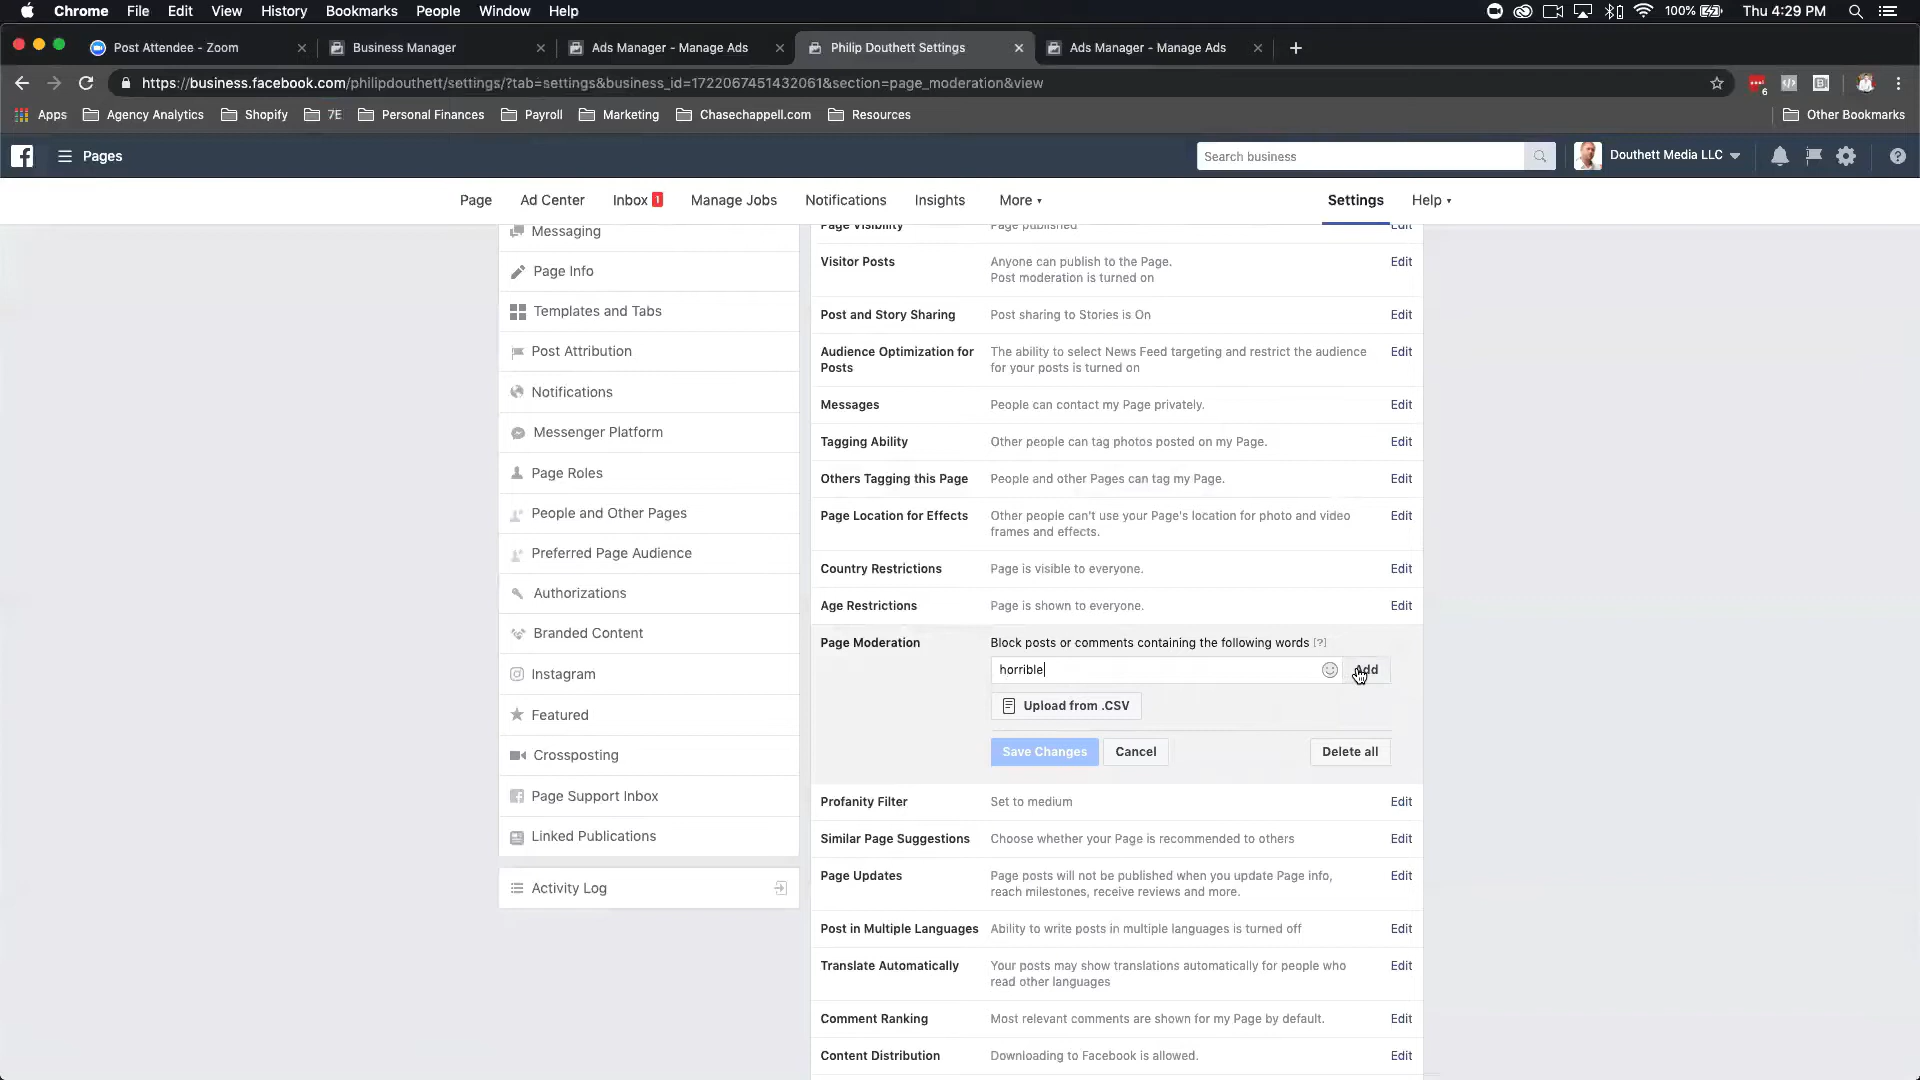 Chrome File Edit View History Bookmarks People Window Help 100% Thu 4:29 PM
Post Attendee - Zoom Business Manager Ads Manager - Manage Ads Philip Douthett Settings Ads Manager - Manage Ads
https://business.facebook.com/philipdouthett/settings/?tab=settings&business_id=1722067451432061&section=page_moderation&view 6
Apps Agency Analytics Shopify 7E Personal Finances Payroll Marketing Chasechappell.com Resources Other Bookmarks
Pages Search business Douthett Media LLC
Page Ad Center Inbox 1 Manage Jobs Notifications Insights More Settings Help
Messaging
Page Info
Templates and Tabs
Post Attribution
Notifications
Messenger Platform
Page Roles
People and Other Pages
Preferred Page Audience
Authorizations
Branded Content
Instagram
Featured
Crossposting
Page Support Inbox
Linked Publications
Activity Log
Page Visibility Page published Edit
Visitor Posts Anyone can publish to the Page. Edit
Post moderation is turned on
Post and Story Sharing Post sharing to Stories is On Edit
Audience Optimization for The ability to select News Feed targeting and restrict the audience Edit
Posts for your posts is turned on
Messages People can contact my Page privately. Edit
Tagging Ability Other people can tag photos posted on my Page. Edit
Others Tagging this Page People and other Pages can tag my Page. Edit
Page Location for Effects Other people can't use your Page's location for photo and video Edit
frames and effects.
Country Restrictions Page is visible to everyone. Edit
Age Restrictions Page is shown to everyone. Edit
Page Moderation Block posts or comments containing the following words [?]
horrible Add
Upload from .CSV
Save Changes Cancel Delete all
Profanity Filter Set to medium Edit
Similar Page Suggestions Choose whether your Page is recommended to others Edit
Page Updates Page posts will not be published when you update Page info, Edit
reach milestones, receive reviews and more.
Post in Multiple Languages Ability to write posts in multiple languages is turned off Edit
Translate Automatically Your posts may show translations automatically for people who Edit
read other languages
Comment Ranking Most relevant comments are shown for my Page by default. Edit
Content Distribution Downloading to Facebook is allowed. Edit